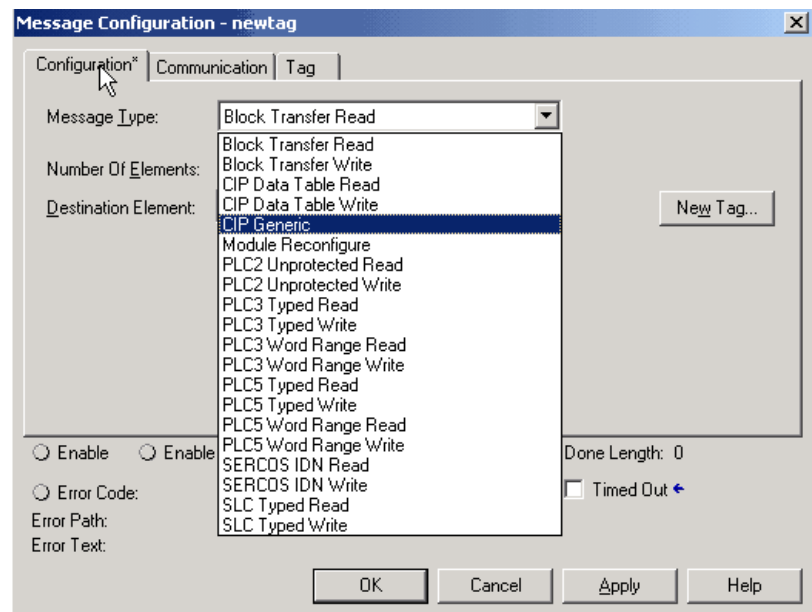 Message Configuration - newtag
Configuration* Communication Tag
Message Type: Block Transfer Read
Block Transfer Read
Block Transfer Write
Number Of Elements:
CIP Data Table Read
CIP Data Table Write
Destination Element: New Tag...
CIP Generic
Module Reconfigure
PLC2 Unprotected Read
PLC2 Unprotected Write
PLC3 Typed Read
PLC3 Typed Write
PLC3 Word Range Read
PLC3 Word Range Write
PLC5 Typed Read
PLC5 Typed Write
PLC5 Word Range Read
PLC5 Word Range Write
SERCOS IDN Read
SERCOS IDN Write
SLC Typed Read
SLC Typed Write
Enable Enable Done Length: 0
Error Code: Timed Out
Error Path:
Error Text:
OK Cancel Apply Help